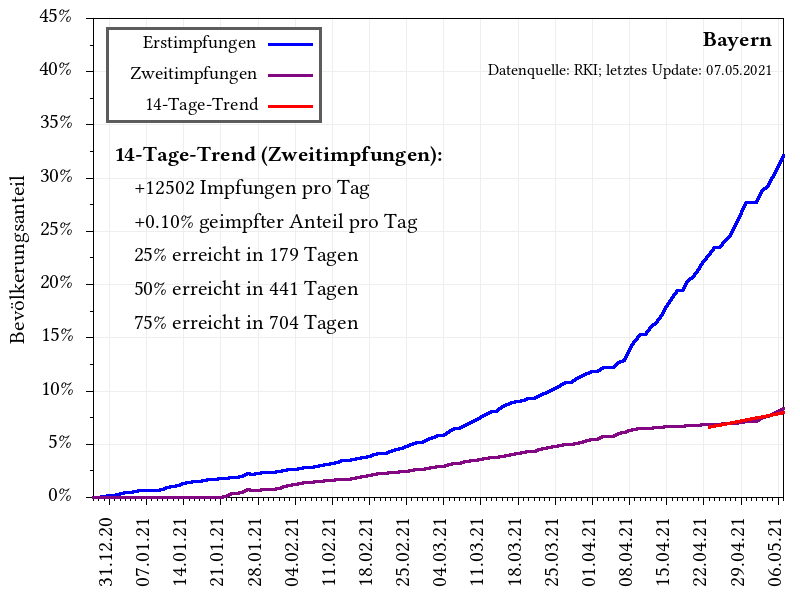 Bayern
Datenquelle: RKI; letztes Update: 07.05.2021
Erstimpfungen
Zweitimpfungen
14-Tage-Trend
14-Tage-Trend (Zweitimpfungen):
+12502 Impfungen pro Tag
+0.10% geimpfter Anteil pro Tag
25% erreicht in 179 Tagen
50% erreicht in 441 Tagen
75% erreicht in 704 Tagen
Bevölkerungsanteil
45%
40%
35%
30%
25%
20%
15%
10%
5%
0%
31.12.20
07.01.21
14.01.21
21.01.21
28.01.21
04.02.21
11.02.21
18.02.21
25.02.21
04.03.21
11.03.21
18.03.21
25.03.21
01.04.21
08.04.21
15.04.21
22.04.21
29.04.21
06.05.21